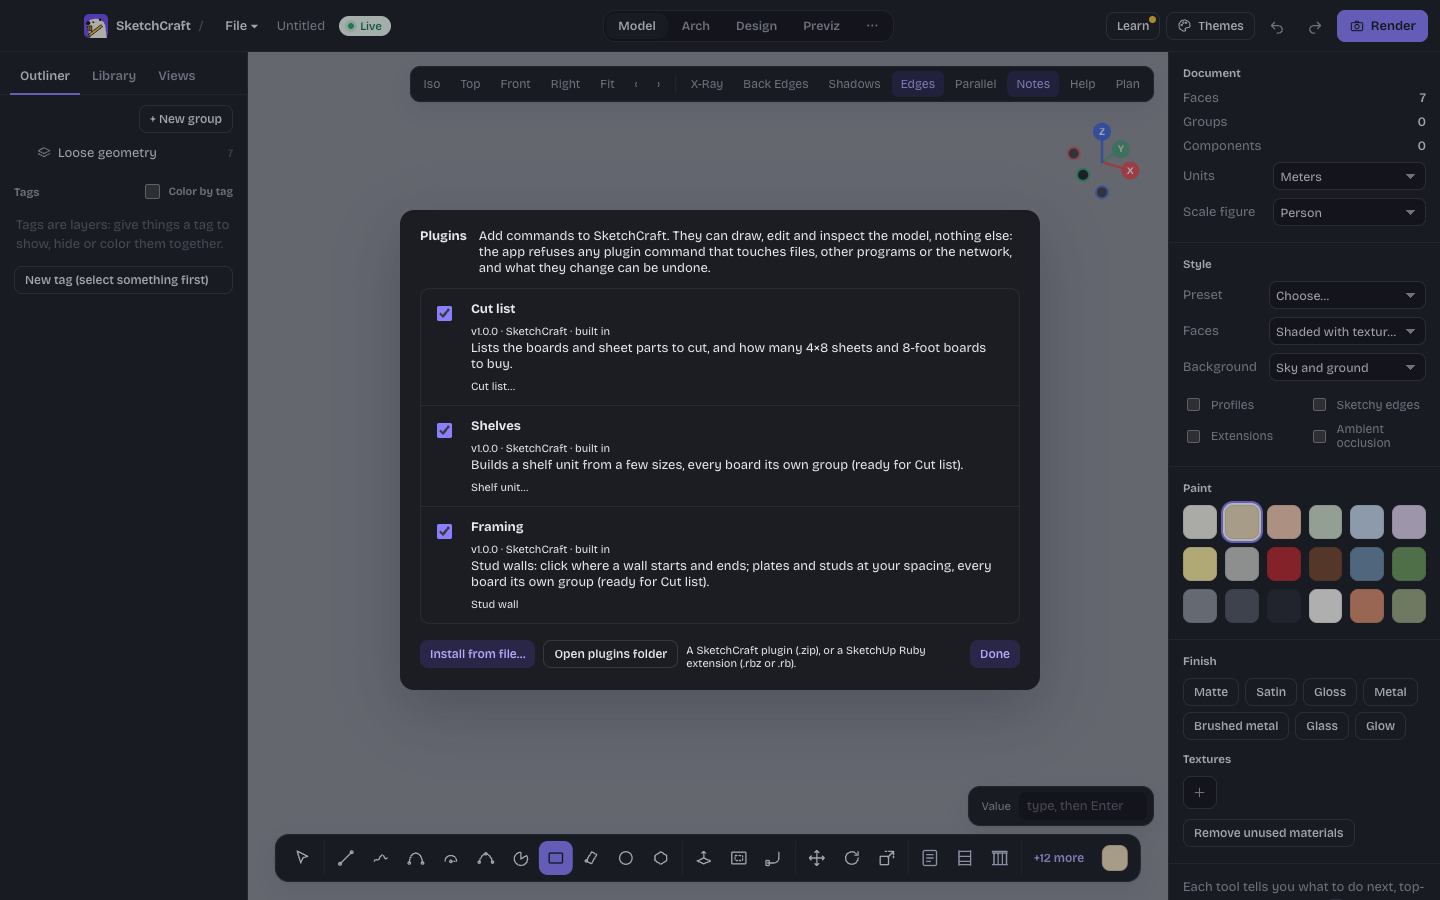 SketchCraft / File Untitled Live
Model Arch Design Previz ···
Learn Themes Render
Outliner Library Views
+ New group
Loose geometry 7
Tags Color by tag
Tags are layers: give things a tag to
show, hide or color them together.
New tag (select something first)
Iso Top Front Right Fit ‹ › X-Ray Back Edges Shadows Edges Parallel Notes Help Plan
Z
Y
X
Plugins Add commands to SketchCraft. They can draw, edit and inspect the model, nothing else:
the app refuses any plugin command that touches files, other programs or the network,
and what they change can be undone.
Cut list
v1.0.0 · SketchCraft · built in
Lists the boards and sheet parts to cut, and how many 4×8 sheets and 8-foot boards
to buy.
Cut list…
Shelves
v1.0.0 · SketchCraft · built in
Builds a shelf unit from a few sizes, every board its own group (ready for Cut list).
Shelf unit…
Framing
v1.0.0 · SketchCraft · built in
Stud walls: click where a wall starts and ends; plates and studs at your spacing, every
board its own group (ready for Cut list).
Stud wall
Install from file… Open plugins folder
A SketchCraft plugin (.zip), or a SketchUp Ruby
extension (.rbz or .rb).
Done
Value type, then Enter
+12 more
Document
Faces 7
Groups 0
Components 0
Units Meters
Scale figure Person
Style
Preset Choose…
Faces Shaded with textur…
Background Sky and ground
Profiles Sketchy edges
Extensions Ambient
occlusion
Paint
Finish
Matte Satin Gloss Metal
Brushed metal Glass Glow
Textures
+
Remove unused materials
Each tool tells you what to do next, top-